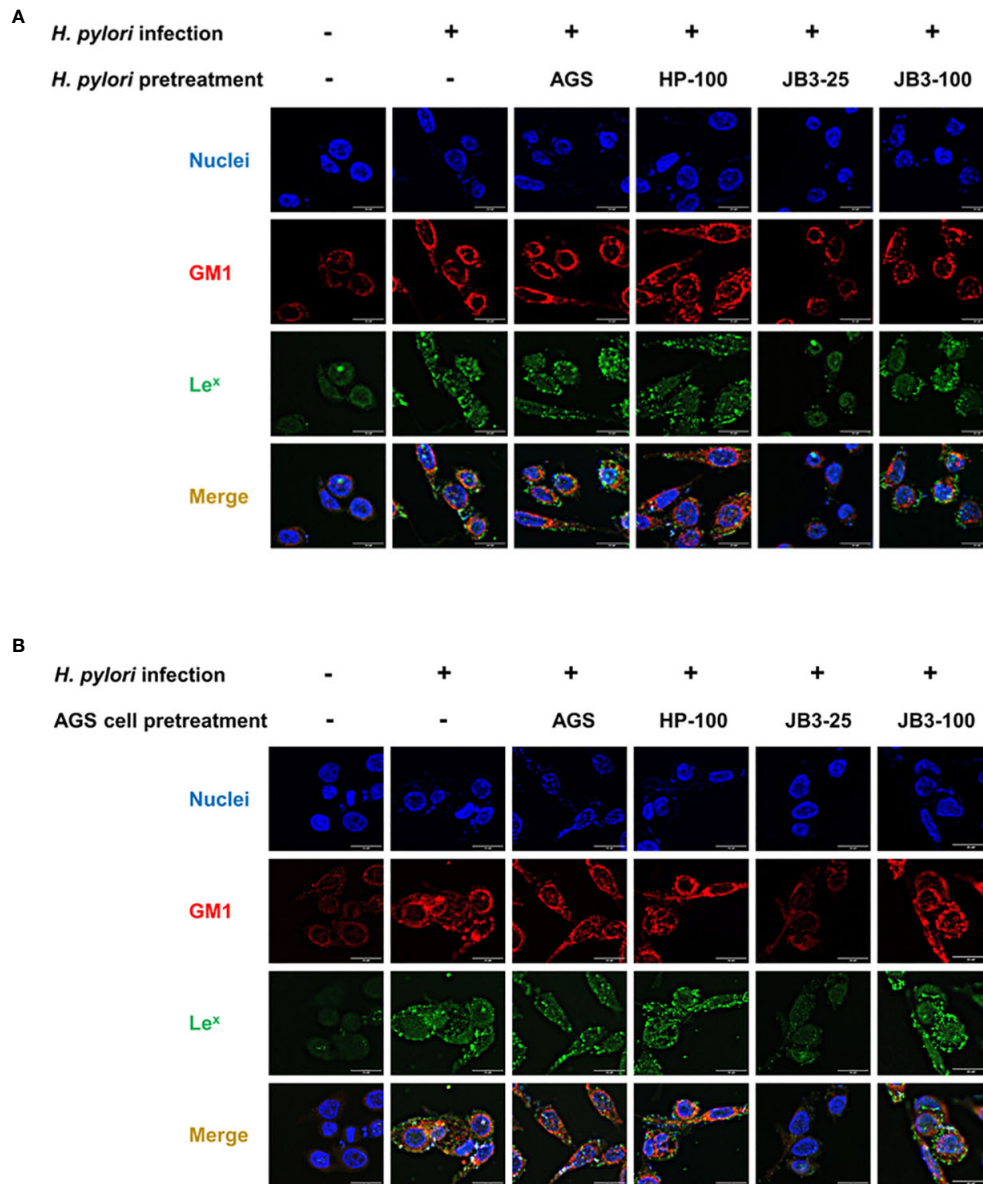 A
H. pylori infection - + + + + +
H. pylori pretreatment - - AGS HP-100 JB3-25 JB3-100
Nuclei
GM1
Leˣ
Merge
B
H. pylori infection - + + + + +
AGS cell pretreatment - - AGS HP-100 JB3-25 JB3-100
Nuclei
GM1
Leˣ
Merge